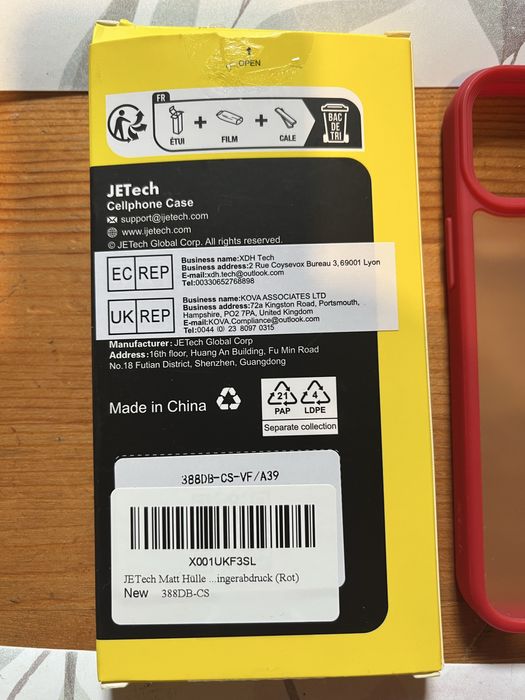 OPEN
FR
ÉTUI + FILM + CALE
BAC
DE
TRI
JETech
Cellphone Case
support@ijetech.com
www.ijetech.com
© JETech Global Corp. All rights reserved.
EC REP
Business name:XDH Tech
Business address:2 Rue Coysevox Bureau 3,69001 Lyon
E-mail:xdh.tech@outlook.com
Tel:00330652768898
UK REP
Business name:KOVA ASSOCIATES LTD
Business address:72a Kingston Road, Portsmouth,
Hampshire, PO2 7PA, United Kingdom
E-mail:KOVA.Compliance@outlook.com
Tel:0044 (0) 23 8097 0315
Manufacturer: JETech Global Corp
Address:16th floor, Huang An Building, Fu Min Road
No.18 Futian District, Shenzhen, Guangdong
Made in China
21
PAP
4
LDPE
Separate collection
388DB-CS-VF/A39
X001UKF3SL
JETech Matt Hülle ...ingerabdruck (Rot)
New 388DB-CS